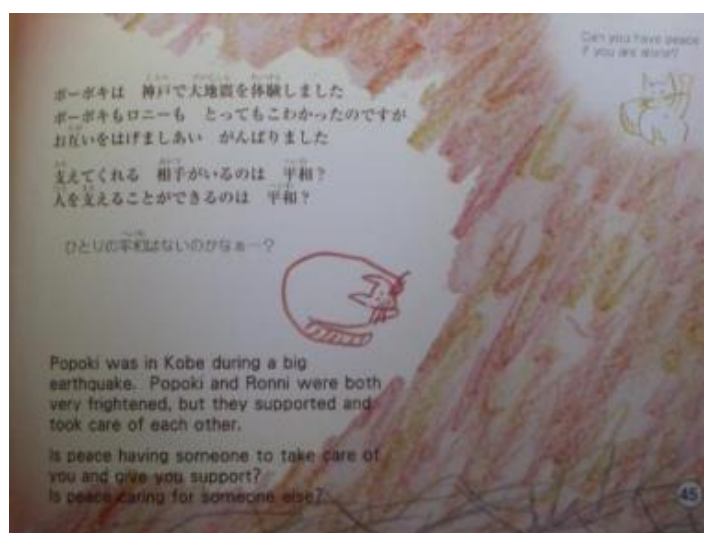 ポーポキは　神戸で大地震を体験しました
ポーポキもロニーも　とってもこわかったのですが
お互いをはげましあい　がんばりました
支えてくれる　相手がいるのは　平和？
人を支えることができるのは　平和？
ひとりの平和はないのかなぁー？
Can you have peace
if you are alone?
Popoki was in Kobe during a big
earthquake. Popoki and Ronni were both
very frightened, but they supported and
took care of each other.
Is peace having someone to take care of
you and give you support?
Is peace caring for someone else?
45